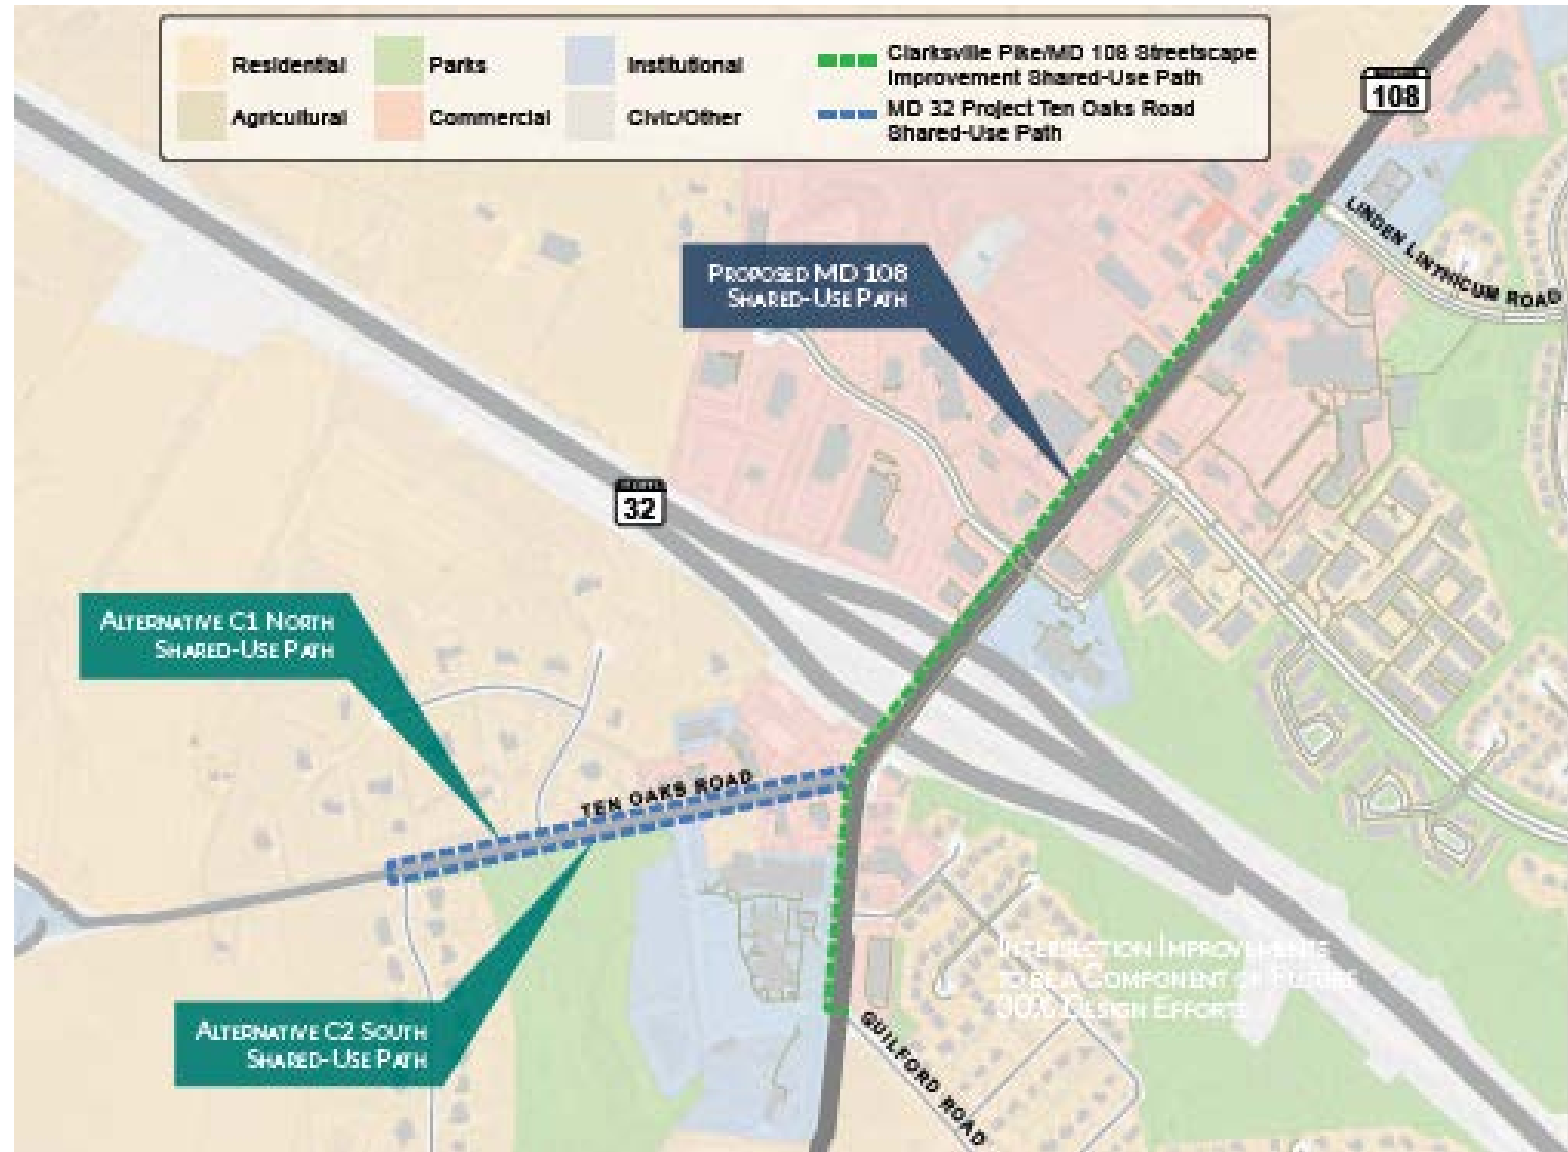 Residential
Parks
Institutional
Agricultural
Commercial
Civic/Other
Clarksville Pike/MD 108 Streetscape
Improvement Shared-Use Path
MD 32 Project Ten Oaks Road
Shared-Use Path
108
LINDEN LINTHICUM ROAD
PROPOSED MD 108
SHARED-USE PATH
32
ALTERNATIVE C1 NORTH
SHARED-USE PATH
TEN OAKS ROAD
INTERSECTION IMPROVEMENTS
TO BE A COMPONENT OF FUTURE
30% DESIGN EFFORTS
ALTERNATIVE C2 SOUTH
SHARED-USE PATH
GUILFORD ROAD